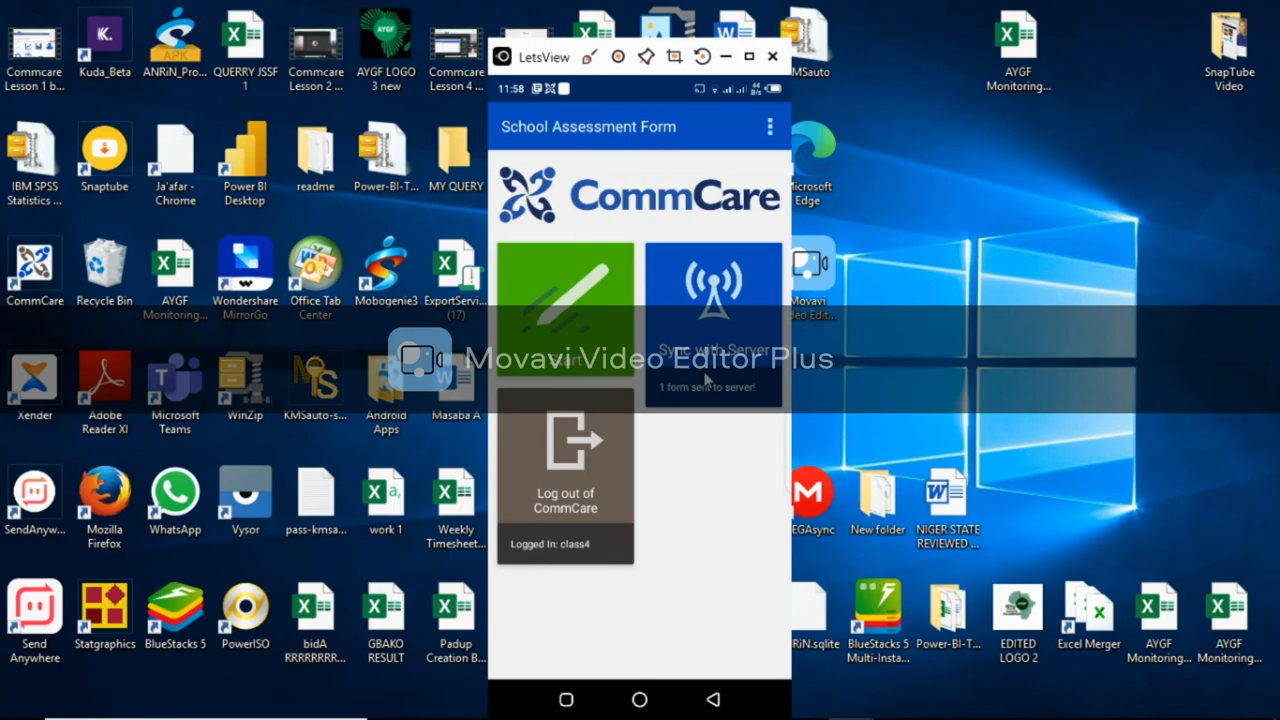 Commcare
Lesson 1 b...
Kuda_Beta
ANRiN_Pro...
APK
QUERRY JSSF
1
Commcare
Lesson 2 ...
AYGF
AYGF LOGO
3 new
Commcare
Lesson 4 ...
MSauto
AYGF
Monitoring...
SnapTube
Video
IBM SPSS
Statistics ...
Snaptube
Ja'afar -
Chrome
Power BI
Desktop
readme
Power-BI-T...
MY QUERY
Microsoft
Edge
CommCare
Recycle Bin
AYGF
Monitoring...
Wondershare
MirrorGo
Office Tab
Center
Mobogenie3
ExportServi...
(17)
Movavi
Xender
Adobe
Reader XI
Microsoft
Teams
WinZip
KMSauto-s...
Android
Apps
Masaba A
SendAnyw...
Mozilla
Firefox
WhatsApp
Vysor
pass-kmsa...
work 1
Weekly
Timesheet...
EGAsync
New folder
NIGER STATE
REVIEWED ...
Send
Anywhere
Statgraphics
BlueStacks 5
PowerISO
bidA
RRRRRRR...
GBAKO
RESULT
Padup
Creation B...
RiN.sqlite
BlueStacks 5
Multi-Insta...
Power-BI-T...
EDITED
LOGO 2
Excel Merger
AYGF
Monitoring...
AYGF
Monitoring...
LetsView
11:58
School Assessment Form
CommCare
Start
Sync with Server
1 form sent to server!
Log out of
CommCare
Logged In: class4
Movavi Video Editor Plus